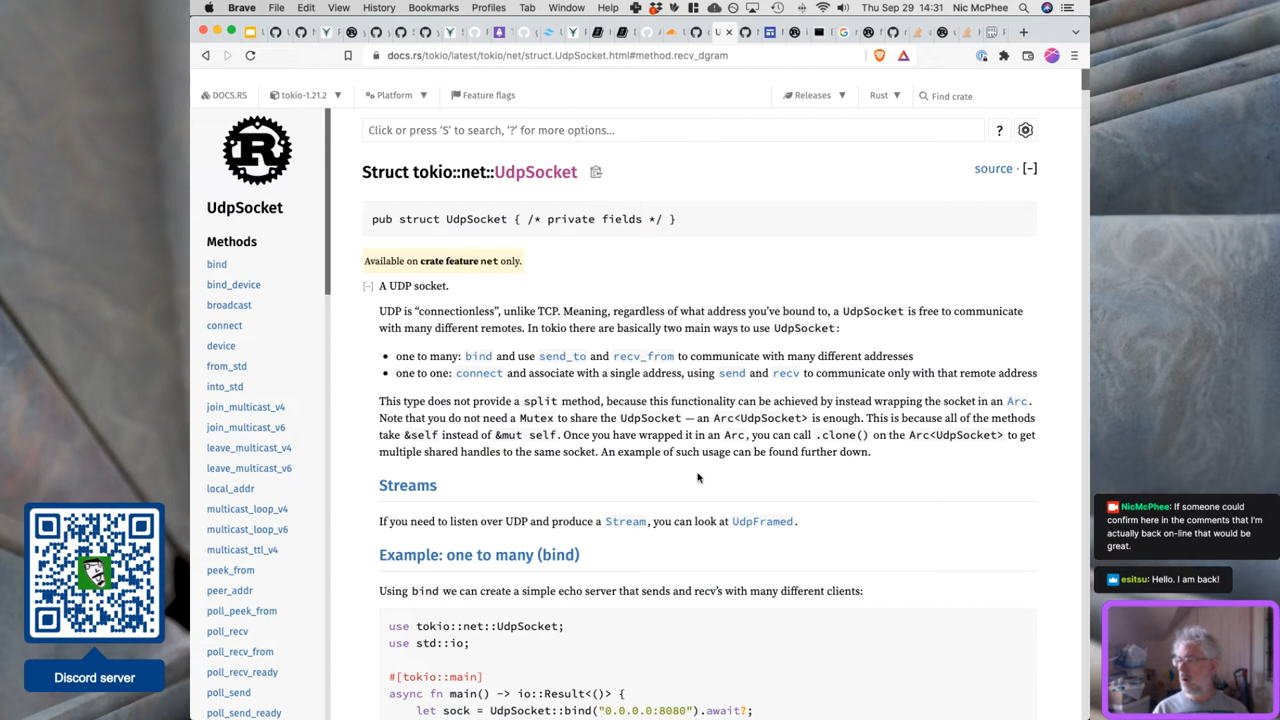 Brave File Edit View History Bookmarks Profiles Tab Window Help Thu Sep 29 14:31 Nic McPhee
docs.rs/tokio/latest/tokio/net/struct.UdpSocket.html#method.recv_dgram
DOCS.RS tokio-1.21.2 Platform Feature flags Releases Rust Find crate
Click or press ‘S’ to search, ‘?’ for more options… ?
R
UdpSocket
Methods
bind
bind_device
broadcast
connect
device
from_std
into_std
join_multicast_v4
join_multicast_v6
leave_multicast_v4
leave_multicast_v6
local_addr
multicast_loop_v4
multicast_loop_v6
multicast_ttl_v4
peek_from
peer_addr
poll_peek_from
poll_recv
poll_recv_from
poll_recv_ready
poll_send
poll_send_ready
Struct tokio::net::UdpSocket
source · [-]
pub struct UdpSocket { /* private fields */ }
Available on crate feature net only.
[-] A UDP socket.
UDP is “connectionless”, unlike TCP. Meaning, regardless of what address you’ve bound to, a UdpSocket is free to communicate
with many different remotes. In tokio there are basically two main ways to use UdpSocket:
• one to many: bind and use send_to and recv_from to communicate with many different addresses
• one to one: connect and associate with a single address, using send and recv to communicate only with that remote address
This type does not provide a split method, because this functionality can be achieved by instead wrapping the socket in an Arc.
Note that you do not need a Mutex to share the UdpSocket — an Arc<UdpSocket> is enough. This is because all of the methods
take &self instead of &mut self. Once you have wrapped it in an Arc, you can call .clone() on the Arc<UdpSocket> to get
multiple shared handles to the same socket. An example of such usage can be found further down.
Streams
If you need to listen over UDP and produce a Stream, you can look at UdpFramed.
Example: one to many (bind)
Using bind we can create a simple echo server that sends and recv’s with many different clients:
use tokio::net::UdpSocket;
use std::io;
#[tokio::main]
async fn main() -> io::Result<()> {
let sock = UdpSocket::bind("0.0.0.0:8080").await?;
Discord server
NicMcPhee: If someone could
confirm here in the comments that I'm
actually back on-line that would be
great.
esitsu: Hello. I am back!